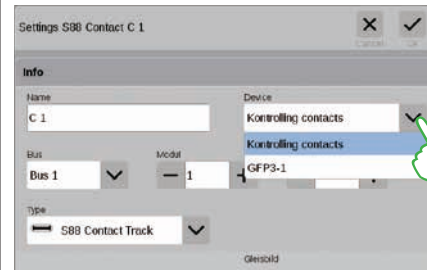 Settings S88 Contact C 1
Cancel OK
Info
Name Device
C 1 Kontrolling contacts
Kontrolling contacts
Bus Modul
Bus 1 1
GFP3-1
Type
S88 Contact Track
Gleisbild